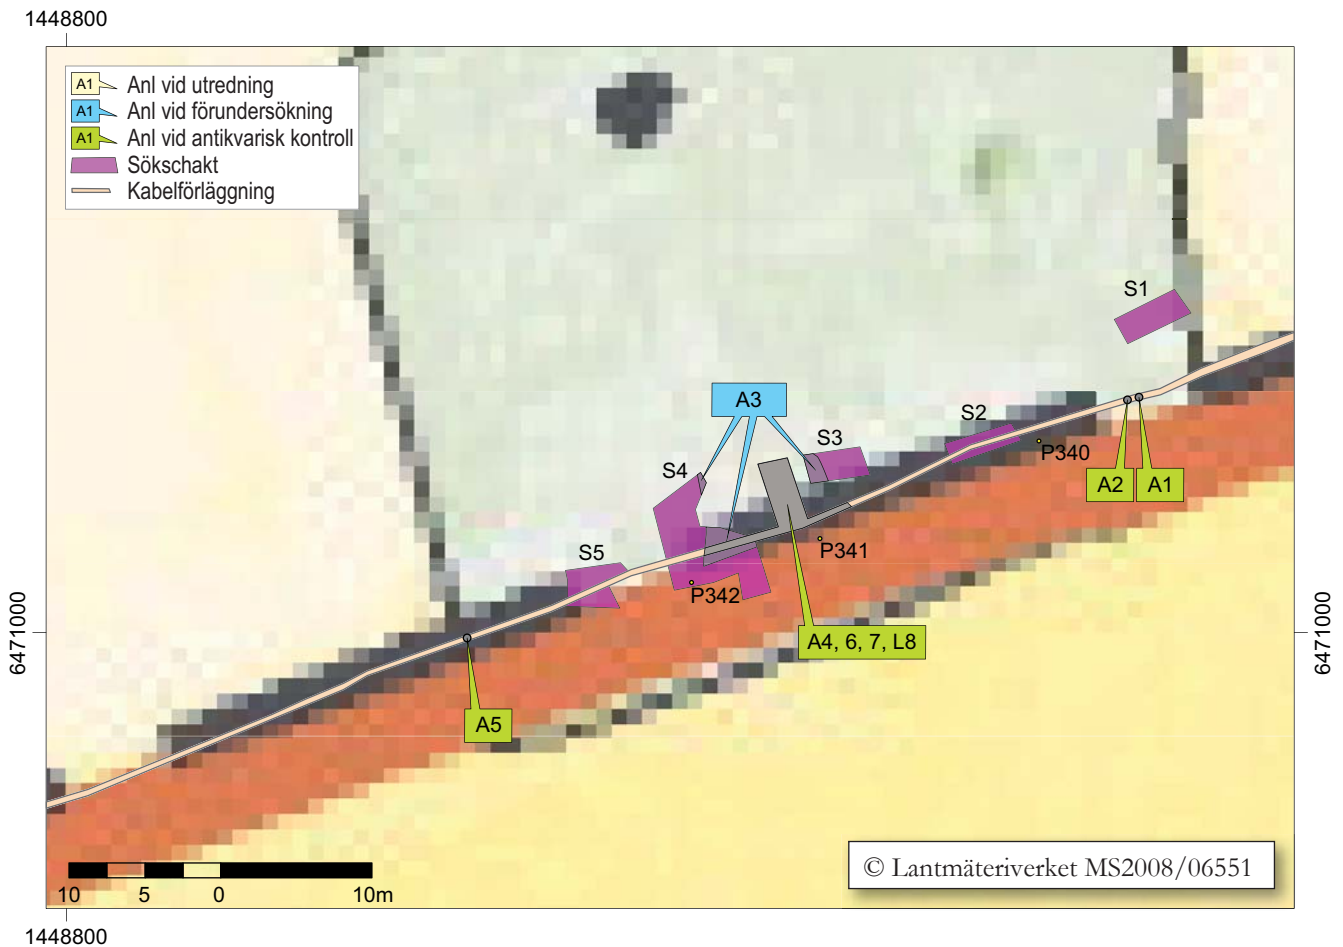 1448800
A1 Anl vid utredning
A1 Anl vid förundersökning
A1 Anl vid antikvarisk kontroll
Sökschakt
Kabelförläggning
S1
A3
S2
S3
P340
S4
A2
A1
P341
S5
P342
6471000
6471000
A4, 6, 7, L8
A5
© Lantmäteriverket MS2008/06551
10 5 0 10m
1448800